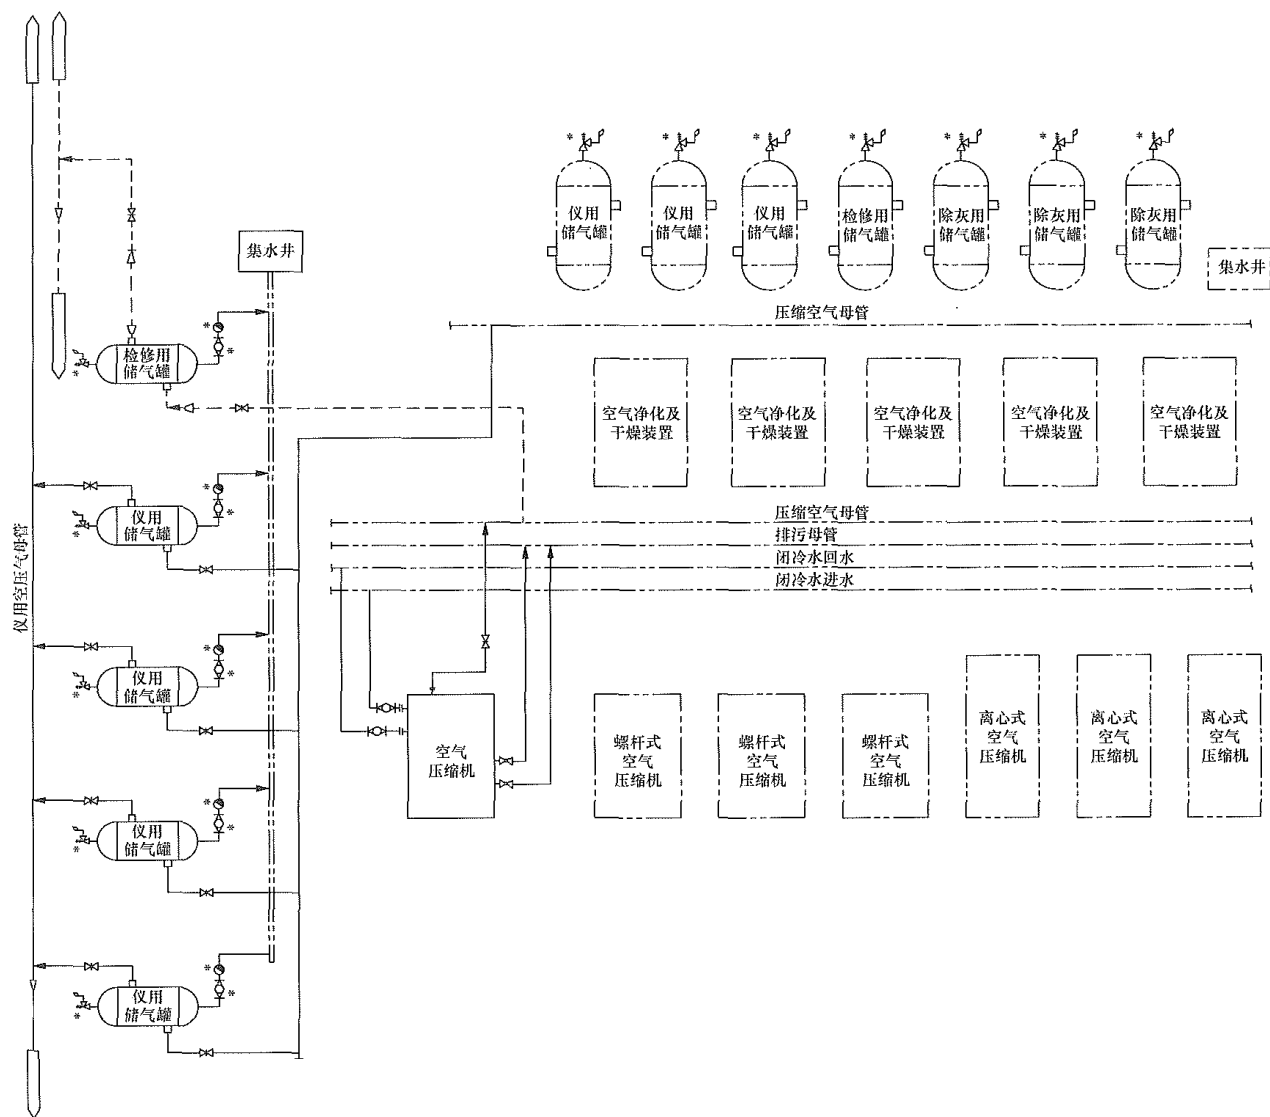 仪用
储气罐
仪用
储气罐
仪用
储气罐
检修用
储气罐
除灰用
储气罐
除灰用
储气罐
除灰用
储气罐
集水井
集水井
压缩空气母管
检修用
储气罐
空气净化及
干燥装置
空气净化及
干燥装置
空气净化及
干燥装置
空气净化及
干燥装置
空气净化及
干燥装置
仪用空压气母管
仪用
储气罐
压缩空气母管
排污母管
闭冷水回水
闭冷水进水
仪用
储气罐
空气
压缩机
螺杆式
空气
压缩机
螺杆式
空气
压缩机
螺杆式
空气
压缩机
离心式
空气
压缩机
离心式
空气
压缩机
离心式
空气
压缩机
仪用
储气罐
仪用
储气罐